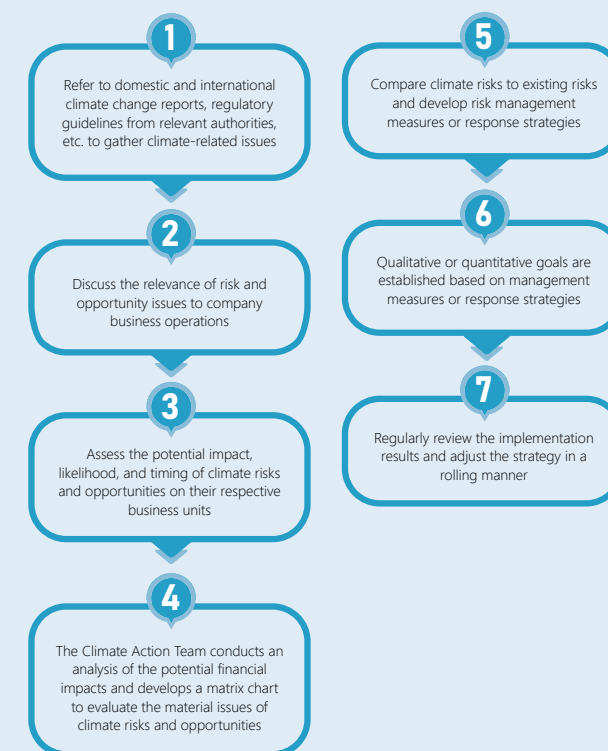 1
Refer to domestic and international
climate change reports, regulatory
guidelines from relevant authorities,
etc. to gather climate-related issues
2
Discuss the relevance of risk and
opportunity issues to company
business operations
3
Assess the potential impact,
likelihood, and timing of climate risks
and opportunities on their respective
business units
4
The Climate Action Team conducts an
analysis of the potential financial
impacts and develops a matrix chart
to evaluate the material issues of
climate risks and opportunities
5
Compare climate risks to existing risks
and develop risk management
measures or response strategies
6
Qualitative or quantitative goals are
established based on management
measures or response strategies
7
Regularly review the implementation
results and adjust the strategy in a
rolling manner